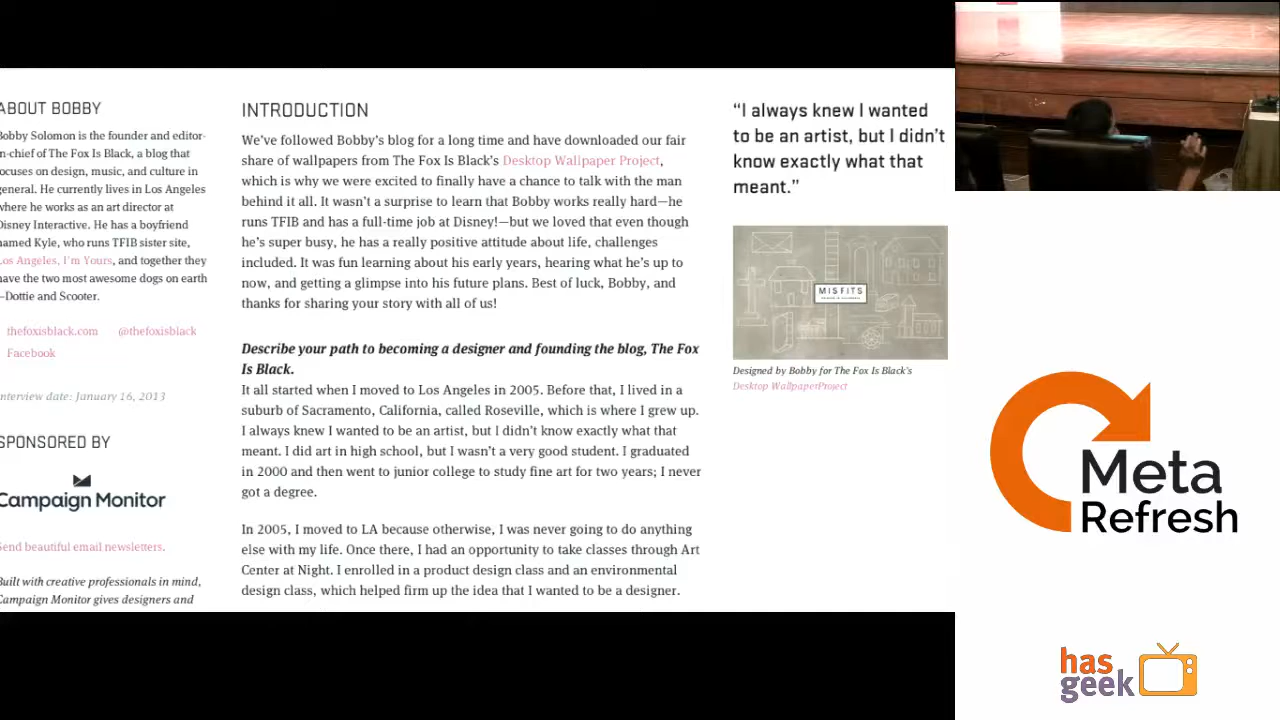 ABOUT BOBBY
Bobby Solomon is the founder and editor-
in-chief of The Fox Is Black, a blog that
focuses on design, music, and culture in
general. He currently lives in Los Angeles
where he works as an art director at
Disney Interactive. He has a boyfriend
named Kyle, who runs TFIB sister site,
Los Angeles, I'm Yours, and together they
have the two most awesome dogs on earth
—Dottie and Scooter.
thefoxisblack.com @thefoxisblack
Facebook
Interview date: January 16, 2013
SPONSORED BY
Campaign Monitor
Send beautiful email newsletters.
Built with creative professionals in mind,
Campaign Monitor gives designers and
INTRODUCTION
We've followed Bobby's blog for a long time and have downloaded our fair
share of wallpapers from The Fox Is Black's Desktop Wallpaper Project,
which is why we were excited to finally have a chance to talk with the man
behind it all. It wasn't a surprise to learn that Bobby works really hard—he
runs TFIB and has a full-time job at Disney!—but we loved that even though
he's super busy, he has a really positive attitude about life, challenges
included. It was fun learning about his early years, hearing what he's up to
now, and getting a glimpse into his future plans. Best of luck, Bobby, and
thanks for sharing your story with all of us!
Describe your path to becoming a designer and founding the blog, The Fox
Is Black.
It all started when I moved to Los Angeles in 2005. Before that, I lived in a
suburb of Sacramento, California, called Roseville, which is where I grew up.
I always knew I wanted to be an artist, but I didn't know exactly what that
meant. I did art in high school, but I wasn't a very good student. I graduated
in 2000 and then went to junior college to study fine art for two years; I never
got a degree.
In 2005, I moved to LA because otherwise, I was never going to do anything
else with my life. Once there, I had an opportunity to take classes through Art
Center at Night. I enrolled in a product design class and an environmental
design class, which helped firm up the idea that I wanted to be a designer.
“I always knew I wanted
to be an artist, but I didn't
know exactly what that
meant.”
MISFITS
Designed by Bobby for The Fox Is Black's
Desktop WallpaperProject
Meta
Refresh
has
geek